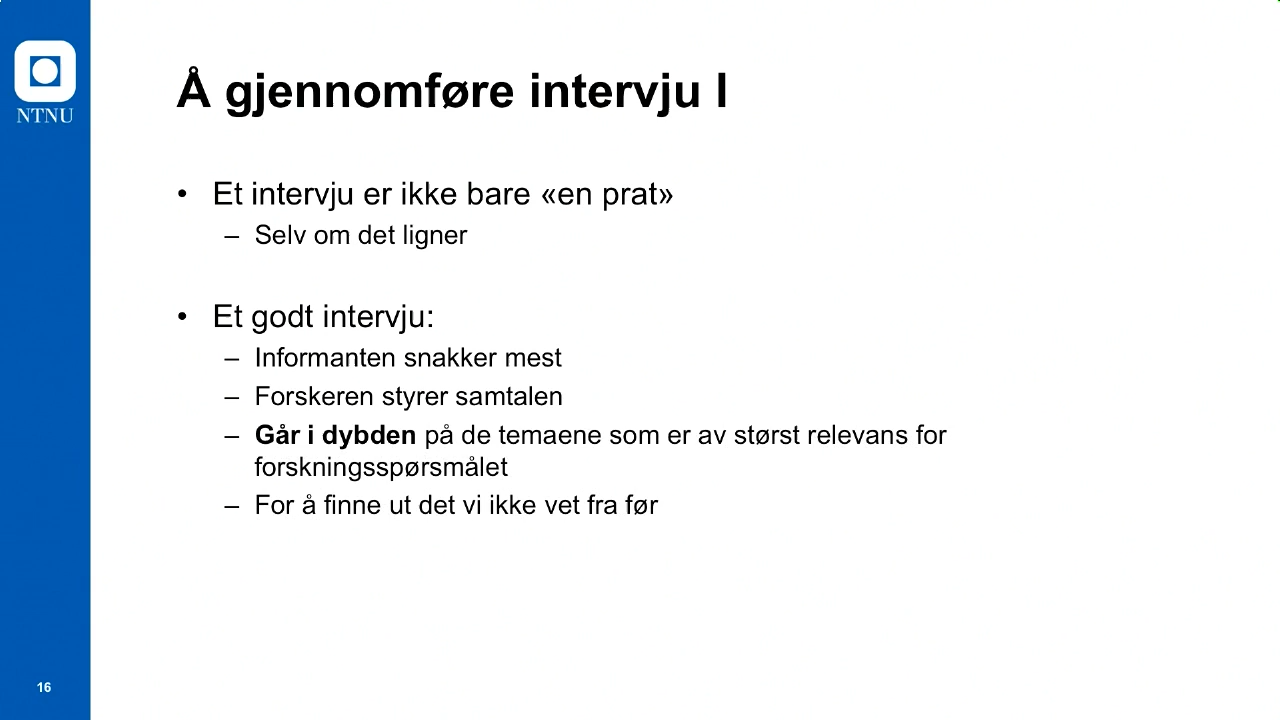 NTNU
Å gjennomføre intervju I
• Et intervju er ikke bare «en prat»
– Selv om det ligner
• Et godt intervju:
– Informanten snakker mest
– Forskeren styrer samtalen
– Går i dybden på de temaene som er av størst relevans for
forskningsspørsmålet
– For å finne ut det vi ikke vet fra før
16